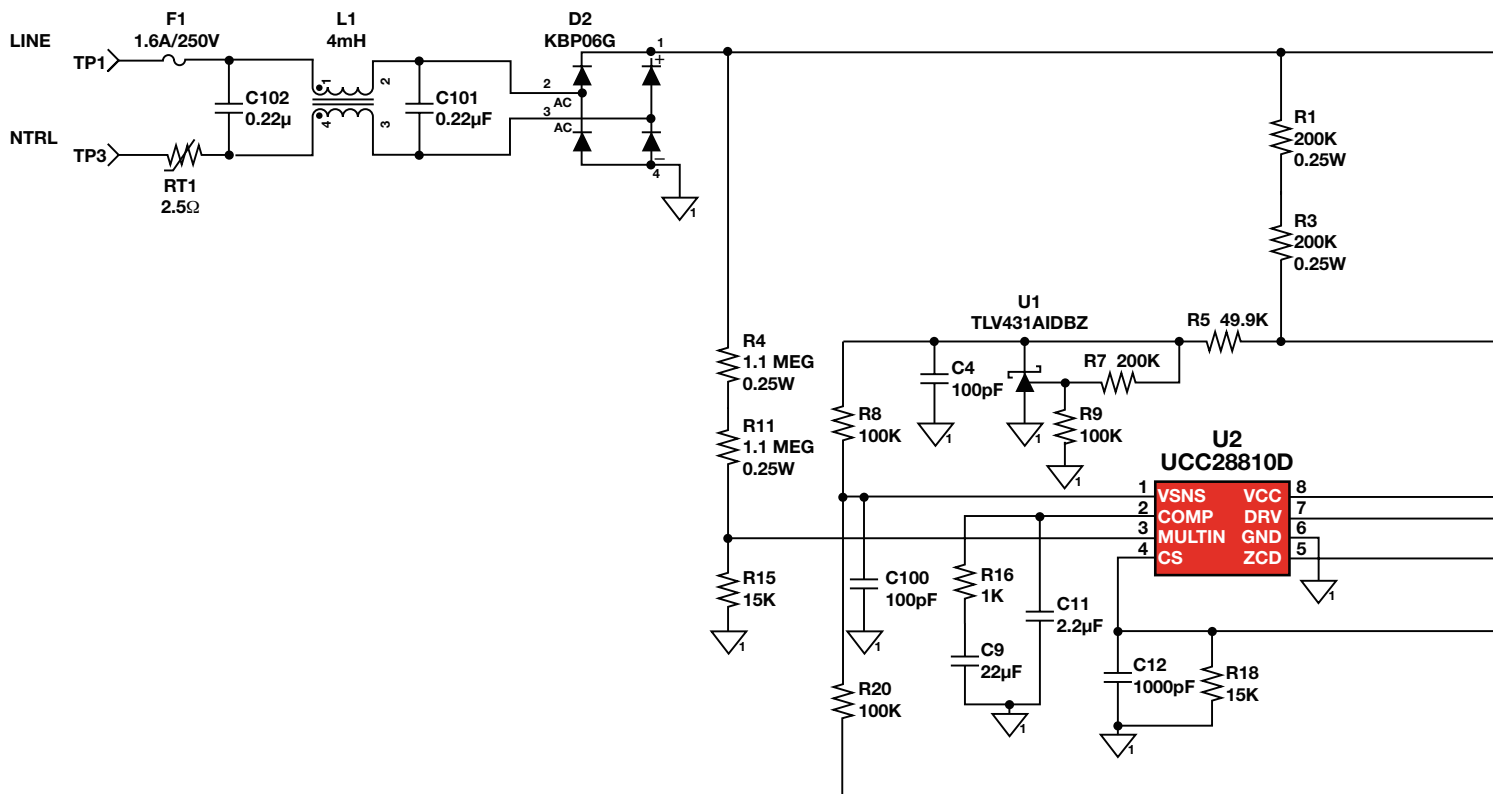 F1
1.6A/250V
L1
4mH
D2
KBP06G
LINE
TP1
NTRL
TP3
RT1
2.5Ω
C102
0.22µ
1
2
4
3
C101
0.22µF
2
AC
3
AC
1
+
–
4
1
R1
200K
0.25W
R3
200K
0.25W
R4
1.1 MEG
0.25W
R11
1.1 MEG
0.25W
R15
15K
1
U1
TLV431AIDBZ
R5 49.9K
R7 200K
C4
100pF
1
1
R8
100K
R9
100K
1
U2
UCC28810D
1 VSNS VCC 8
2 COMP DRV 7
3 MULTIN GND 6
4 CS ZCD 5
1
C100
100pF
1
R16
1K
C11
2.2µF
C9
22µF
1
R20
100K
C12
1000pF
R18
15K
1